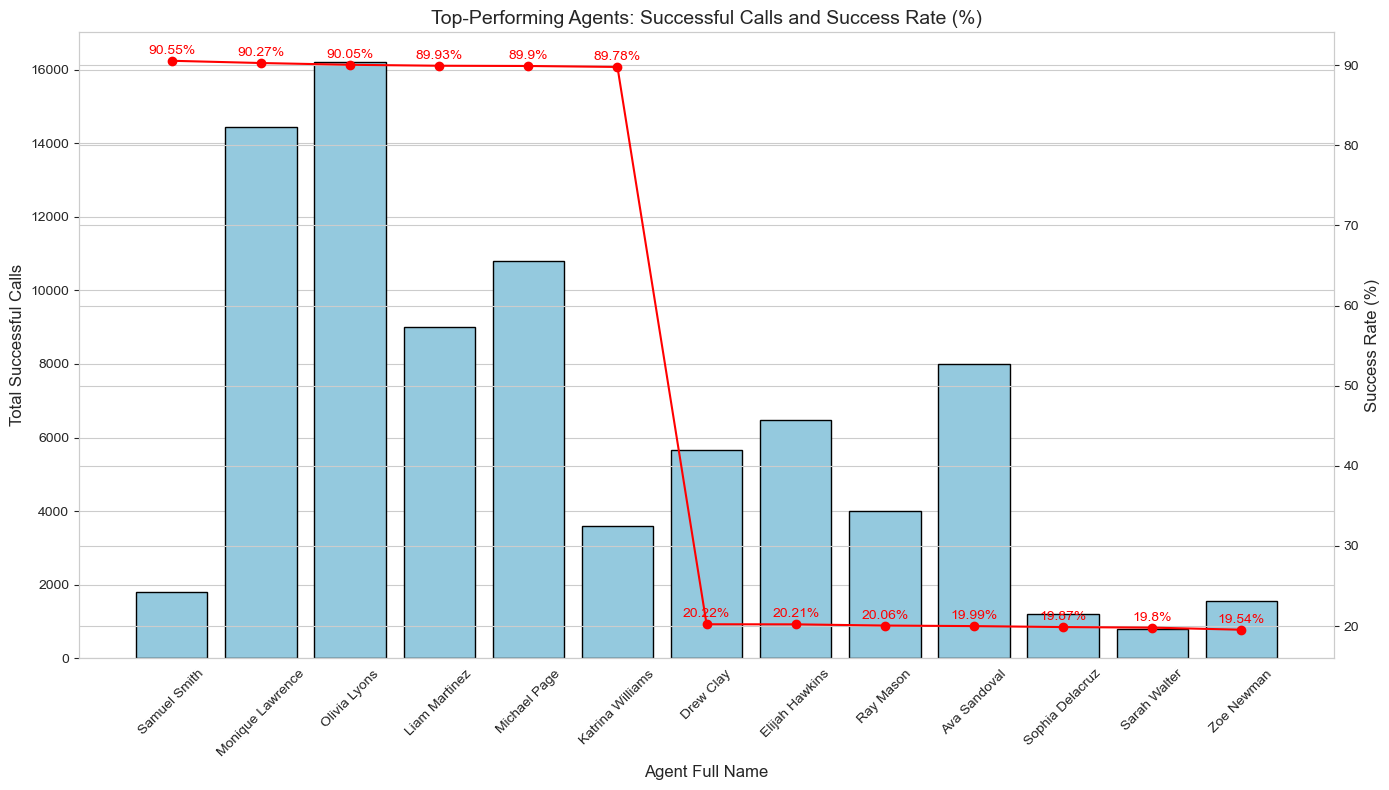 Top-Performing Agents: Successful Calls and Success Rate (%)
Total Successful Calls
16000
14000
12000
10000
8000
6000
4000
2000
0
90.55%
90.27%
90.05%
89.93%
89.9%
89.78%
20.22%
20.21%
20.06%
19.99%
19.87%
19.8%
19.54%
90
80
70
60
50
40
30
20
Success Rate (%)
Samuel Smith
Monique Lawrence
Olivia Lyons
Liam Martinez
Michael Page
Katrina Williams
Drew Clay
Elijah Hawkins
Ray Mason
Ava Sandoval
Sophia Delacruz
Sarah Walter
Zoe Newman
Agent Full Name